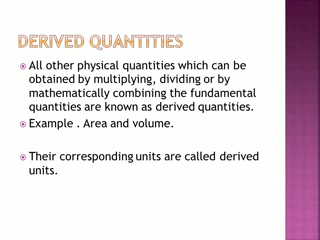 DERIVED QUANTITIES
All other physical quantities which can be
obtained by multiplying, dividing or by
mathematically combining the fundamental
quantities are known as derived quantities.
Example . Area and volume.
Their corresponding units are called derived
units.